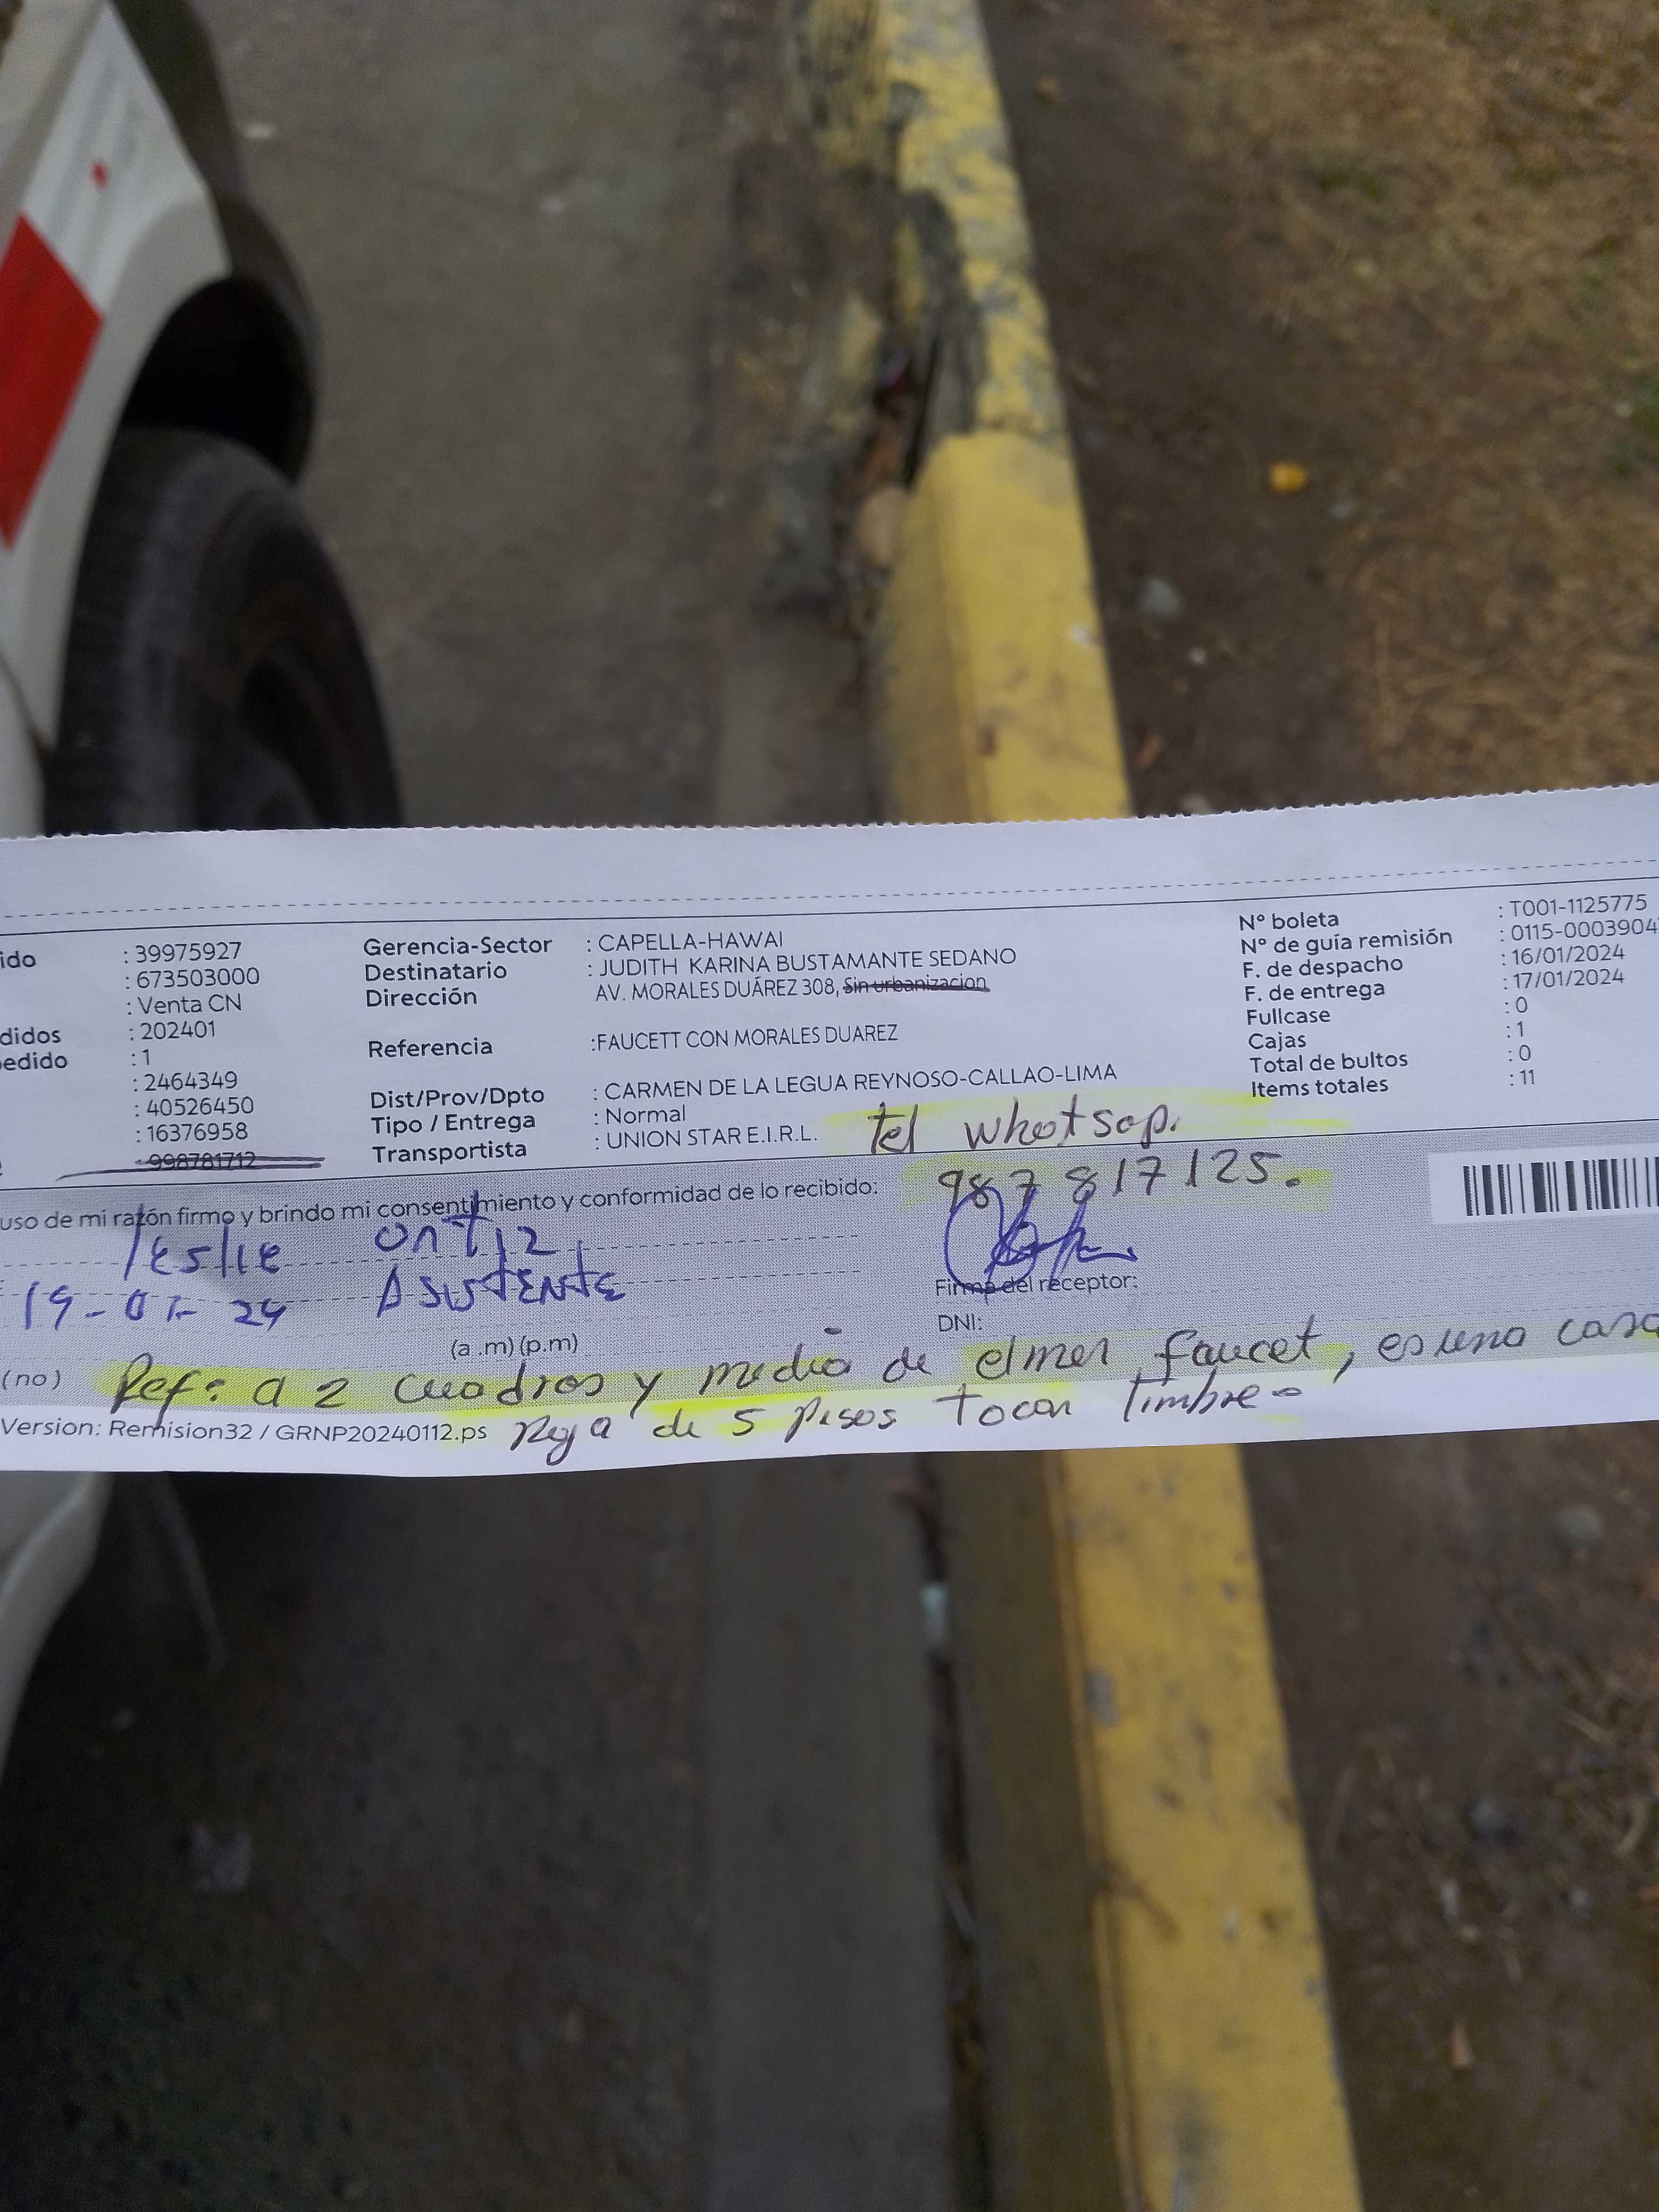 ido : 39975927 Gerencia-Sector : CAPELLA-HAWAI Nº boleta : T001-1125775
: 673503000 Destinatario : JUDITH KARINA BUSTAMANTE SEDANO Nº de guía remisión : 0115-0003904
: Venta CN Dirección AV. MORALES DUÁREZ 308, Sin urbanizacion F. de despacho : 16/01/2024
didos : 202401 F. de entrega : 17/01/2024
edido : 1 Referencia :FAUCETT CON MORALES DUAREZ Fullcase : 0
: 2464349 Dist/Prov/Dpto : CARMEN DE LA LEGUA REYNOSO-CALLAO-LIMA Cajas : 1
: 40526450 Tipo / Entrega : Normal Total de bultos : 0
: 16376958 Transportista : UNION STAR E.I.R.L. Items totales : 11
998781712
tel whatsap.
987 817125.
uso de mi razón firmo y brindo mi consentimiento y conformidad de lo recibido:
leslie ontiz
19-01-24 Asistente
Firma del receptor:
DNI:
(a .m) (p.m)
(no) Ref: a 2 cuadras y media de elmer faucet, es una casa
Version: Remision32 / GRNP20240112.ps Roja de 5 pisos tocan timbre